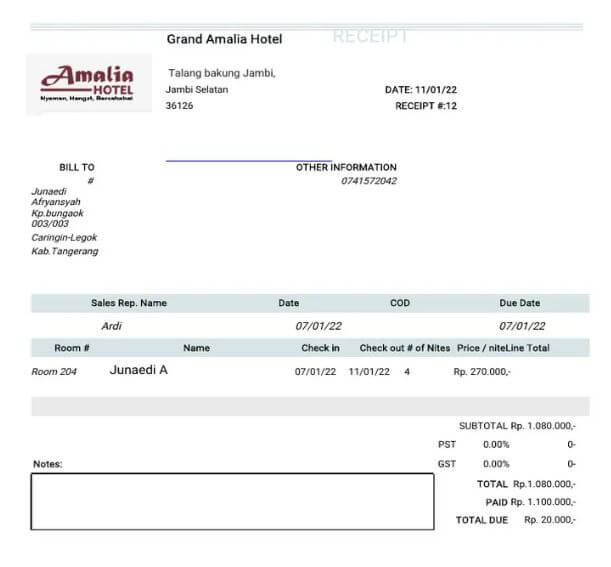 RECEIPT
Grand Amalia Hotel
Amalia
HOTEL
Nyaman, Hangat, Bersahabat
Talang bakung Jambi,
Jambi Selatan
36126
DATE: 11/01/22
RECEIPT #:12
BILL TO
#
Junaedi
Afryansyah
Kp.bungaok
003/003
Caringin-Legok
Kab.Tangerang
OTHER INFORMATION
0741572042
Sales Rep. Name Date COD Due Date
Ardi 07/01/22 07/01/22
Room # Name Check in Check out # of Nites Price / niteLine Total
Room 204 Junaedi A 07/01/22 11/01/22 4 Rp. 270.000,-
SUBTOTAL Rp. 1.080.000,-
PST 0.00% 0-
GST 0.00% 0-
TOTAL Rp.1.080.000,-
PAID Rp. 1.100.000,-
TOTAL DUE Rp. 20.000,-
Notes: